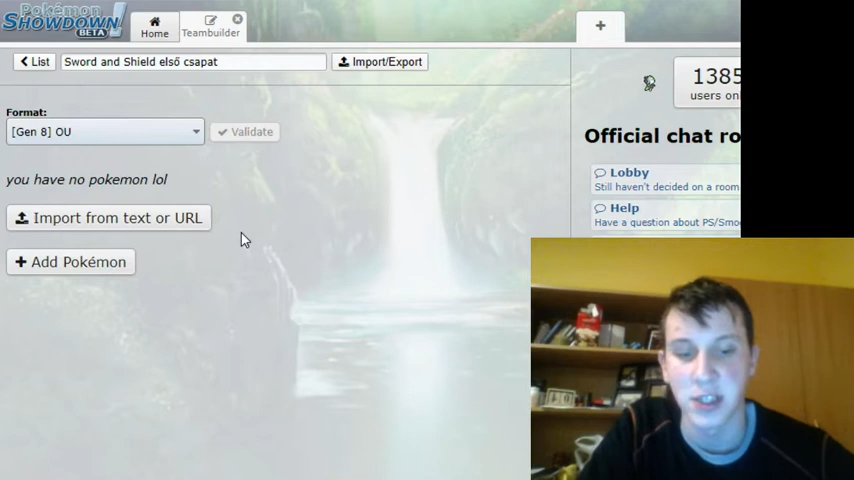 Pokémon
SHOWDOWN!
BETA
Home
Teambuilder
List
Sword and Shield első csapat
Import/Export
Format:
[Gen 8] OU
Validate
you have no pokemon lol
Import from text or URL
Add Pokémon
1385
users onl
Official chat ro
Lobby
Still haven't decided on a room
Help
Have a question about PS/Smo